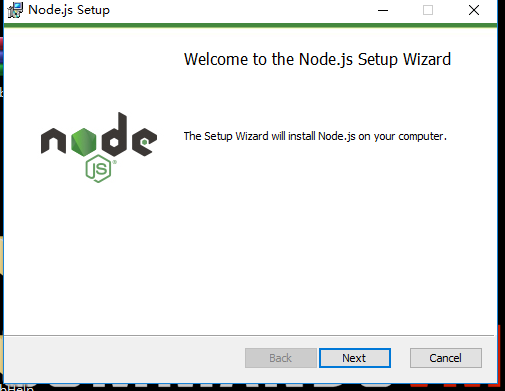 Node.js Setup
Welcome to the Node.js Setup Wizard
node
JS
The Setup Wizard will install Node.js on your computer.
Back
Next
Cancel